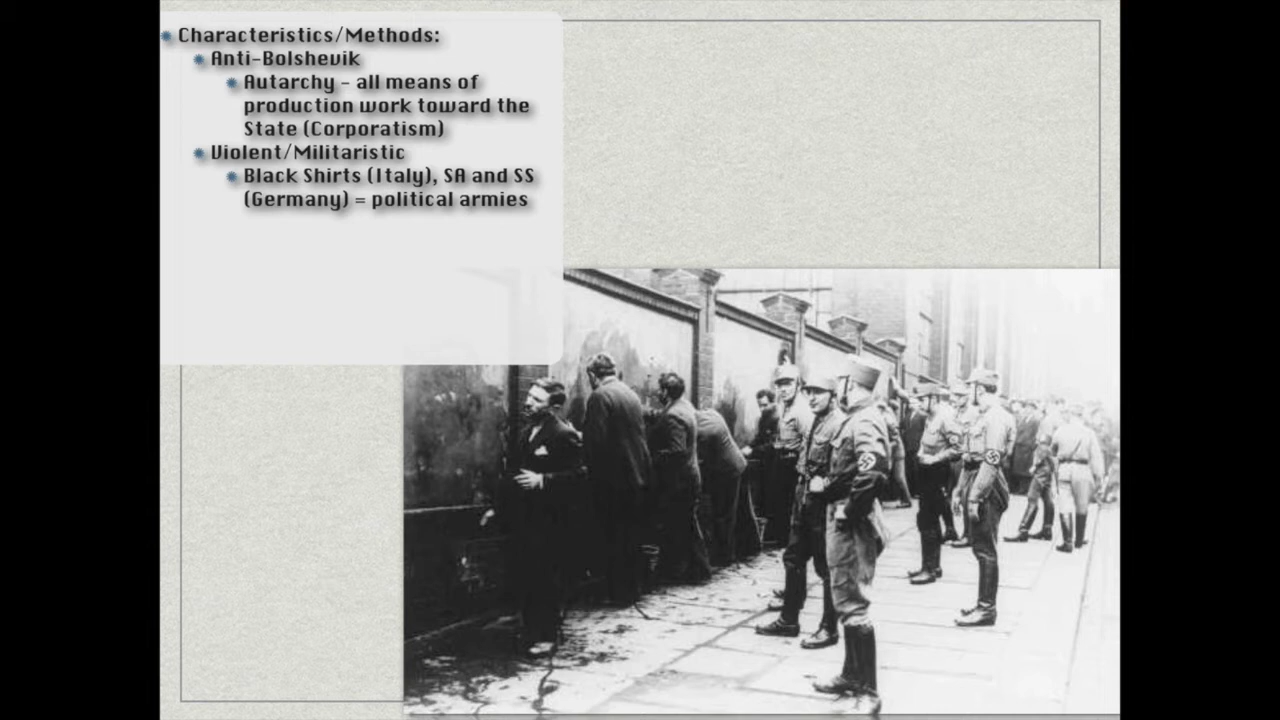 Characteristics/Methods:
Anti-Bolshevik
Autarchy - all means of
production work toward the
State (Corporatism)
Violent/Militaristic
Black Shirts (Italy), SA and SS
(Germany) = political armies